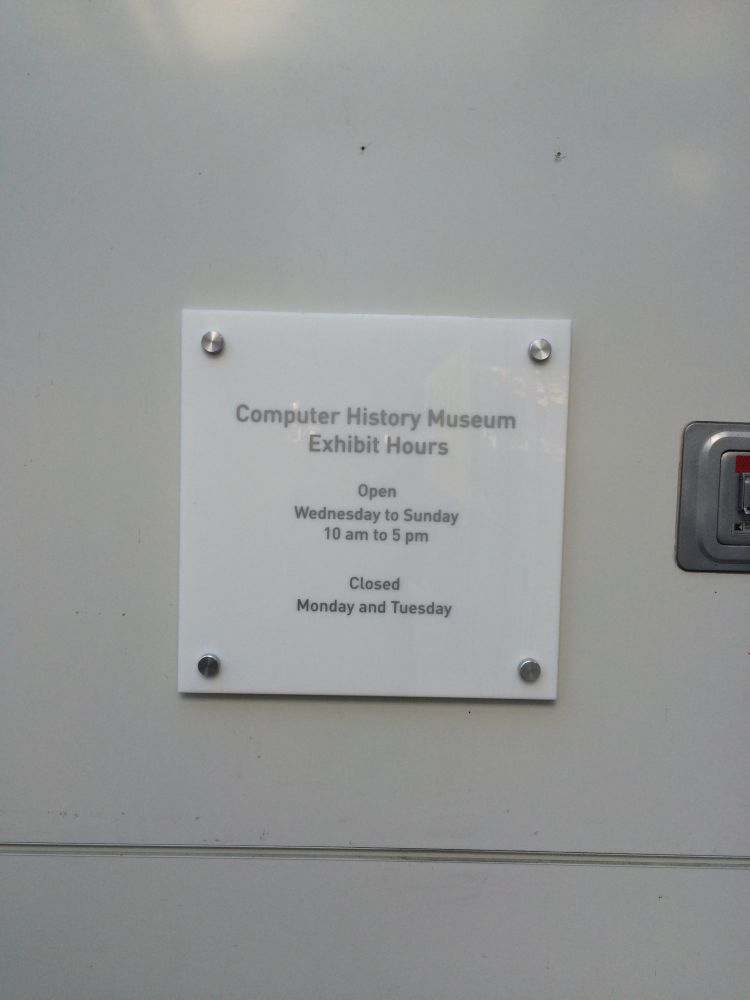 Computer History Museum
Exhibit Hours
Open
Wednesday to Sunday
10 am to 5 pm
Closed
Monday and Tuesday